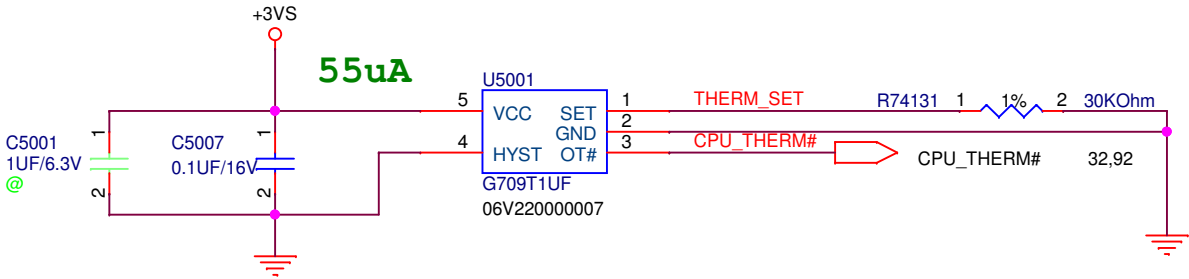 +3VS
55uA
U5001
5
VCC
SET
1
THERM_SET
R74131
1
1%
2
30KOhm
GND
2
4
HYST
OT#
3
CPU_THERM#
CPU_THERM#
32,92
C5001
1UF/6.3V
@
1
2
C5007
0.1UF/16V
1
2
G709T1UF
06V220000007